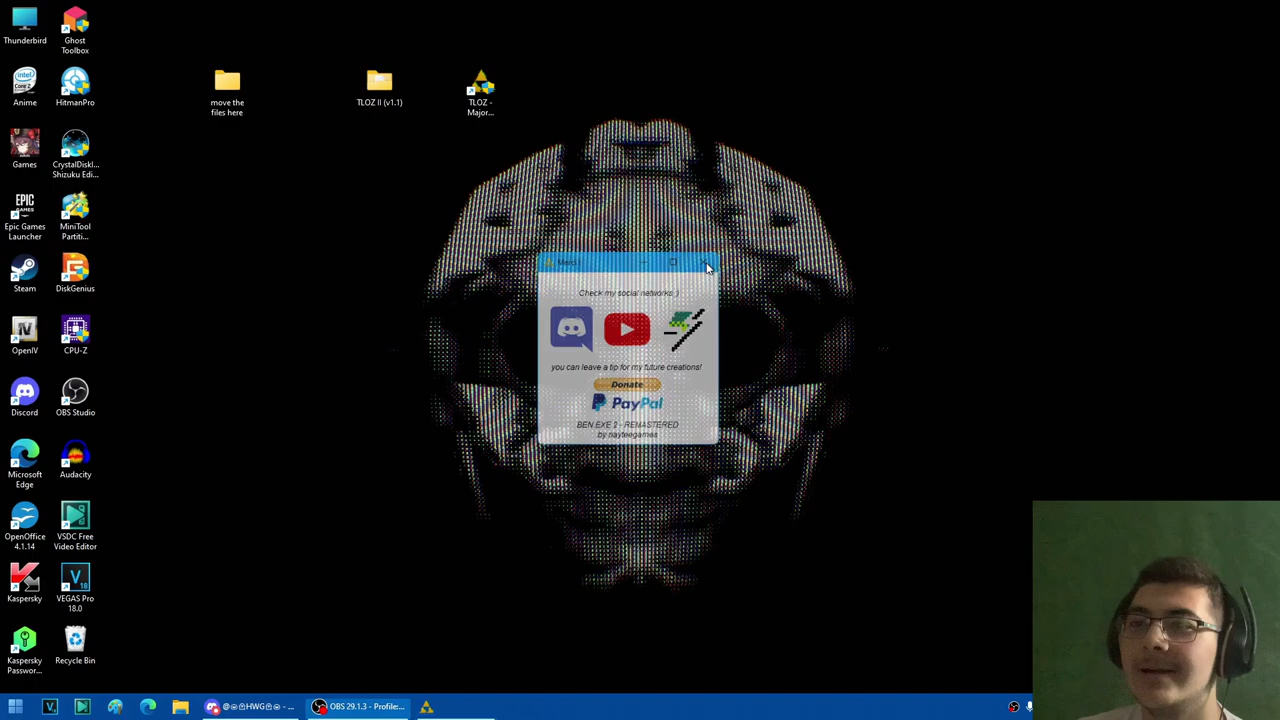 Thunderbird
Ghost
Toolbox
Anime
HitmanPro
Games
CrystalDiskI...
Shizuku Edi...
Epic Games
Launcher
MiniTool
Partiti...
Steam
DiskGenius
OpenIV
CPU-Z
Discord
OBS Studio
Microsoft
Edge
Audacity
OpenOffice
4.1.14
VSDC Free
Video Editor
Kaspersky
VEGAS Pro
18.0
Kaspersky
Passwor...
Recycle Bin
move the
files here
TLOZ II (v1.1)
TLOZ -
Major...
Merci!
Check my social networks :)
you can leave a tip for my future creations!
Donate
PayPal
BEN.EXE 2 - REMASTERED
by nayteegames
OBS 29.1.3 - Profile:...